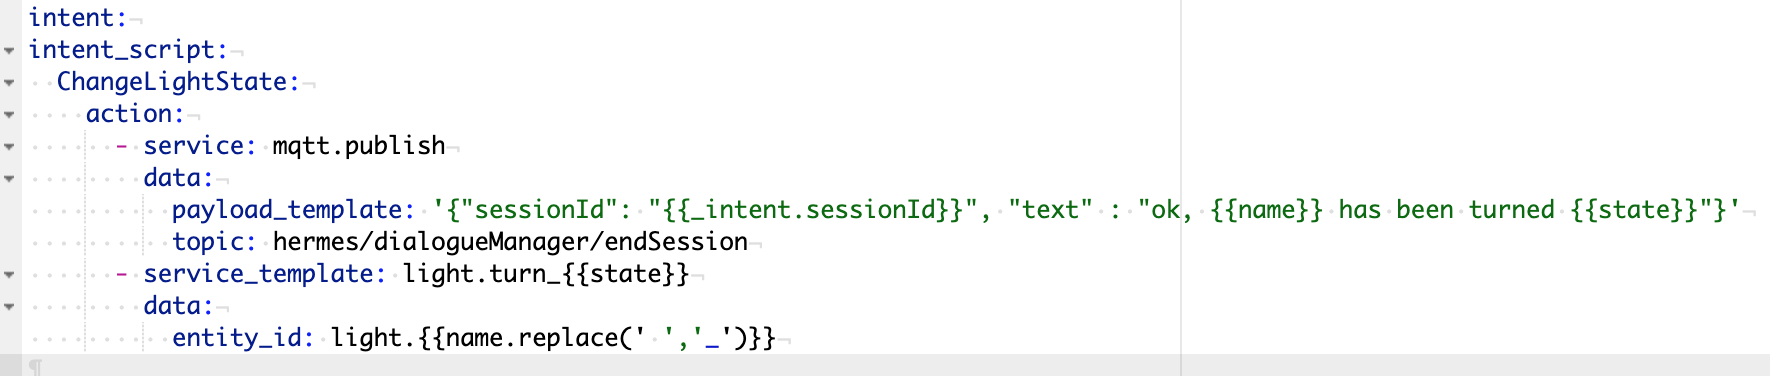 intent:
intent_script:
  ChangeLightState:
    action:
      - service: mqtt.publish
        data:
          payload_template: '{"sessionId": "{{_intent.sessionId}}", "text" : "ok, {{name}} has been turned {{state}}"}'
          topic: hermes/dialogueManager/endSession
      - service_template: light.turn_{{state}}
        data:
          entity_id: light.{{name.replace(' ','_')}}